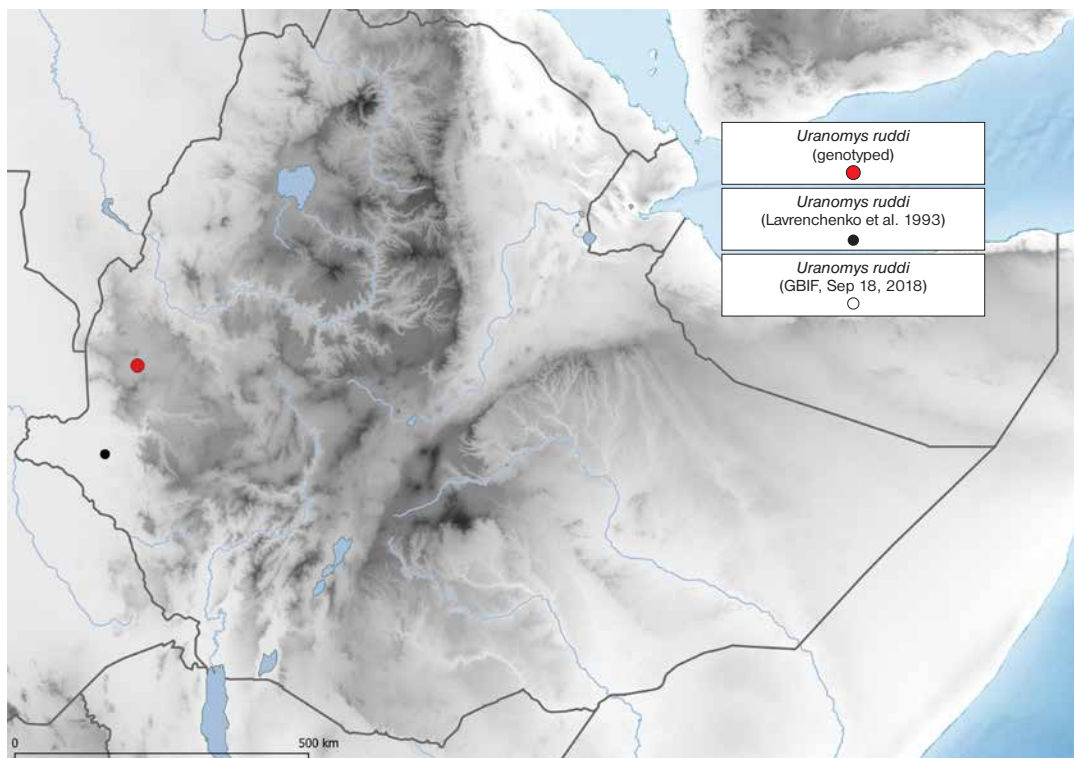 Uranomys ruddi
(genotyped)
Uranomys ruddi
(Lavrenchenko et al. 1993)
Uranomys ruddi
(GBIF, Sep 18, 2018)
0
500 km